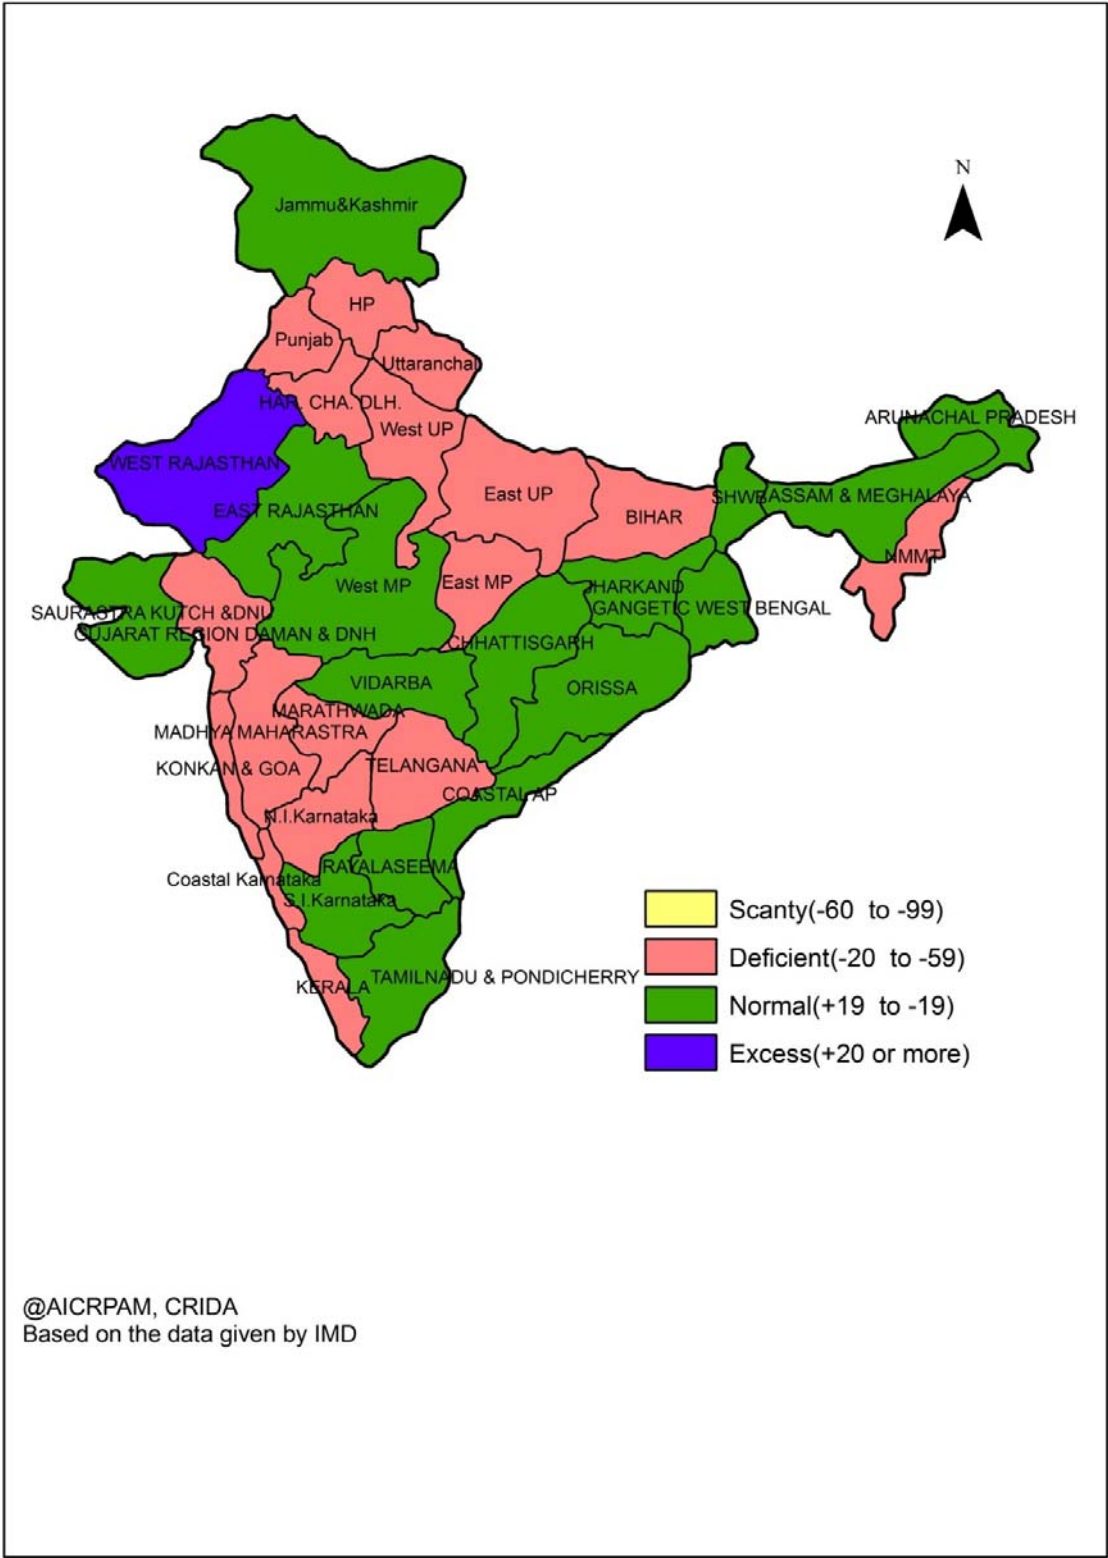 N
Jammu&Kashmir
HP
Punjab
Uttaranchal
HAR. CHA. DLH.
ARUNACHAL PRADESH
West UP
WEST RAJASTHAN
East UP
SHWB
ASSAM & MEGHALAYA
EAST RAJASTHAN
BIHAR
NMMT
East MP
West MP
JHARKAND
SAURASTRA KUTCH &DNU
GANGETIC WEST BENGAL
GUJARAT REGION DAMAN & DNH
CHHATTISGARH
VIDARBA
ORISSA
MARATHWADA
MADHYA MAHARASTRA
TELANGANA
KONKAN & GOA
COASTAL AP
N.I.Karnataka
RAYALASEEMA
Coastal Karnataka
S.I.Karnataka
Scanty(-60 to -99)
Deficient(-20 to -59)
TAMILNADU & PONDICHERRY
KERALA
Normal(+19 to -19)
Excess(+20 or more)
@AICRPAM, CRIDA
Based on the data given by IMD